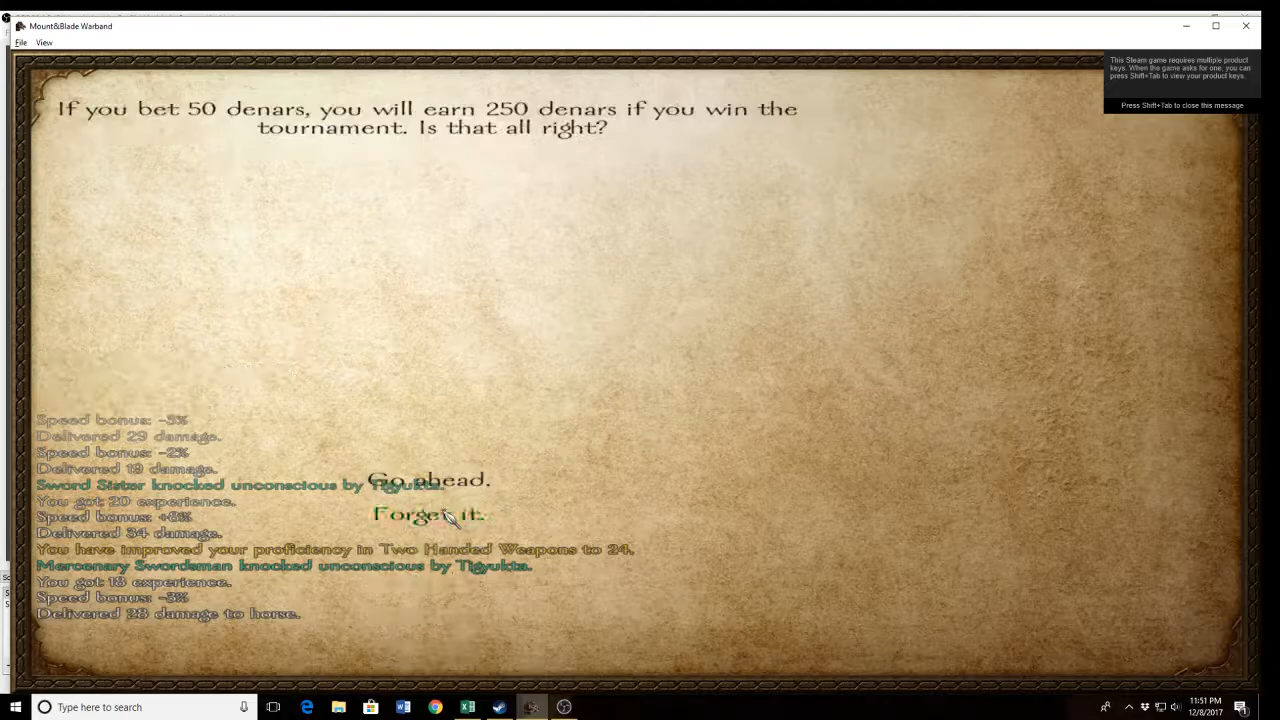 Mount&Blade Warband
File View
This Steam game requires multiple product
keys. When the game asks for one, you can
press Shift+Tab to view your product keys.
Press Shift+Tab to close this message
If you bet 50 denars, you will earn 250 denars if you win the
tournament. Is that all right?
Speed bonus: -3%
Delivered 29 damage.
Speed bonus: -2%
Delivered 19 damage.
Go ahead.
Sword Sister knocked unconscious by Tigyukta.
You got 20 experience.
Forget it.
Speed bonus: +8%
Delivered 34 damage.
You have improved your proficiency in Two Handed Weapons to 24.
Mercenary Swordsman knocked unconscious by Tigyukta.
You got 18 experience.
Speed bonus: -3%
Delivered 28 damage to horse.
Type here to search
11:51 PM
12/8/2017